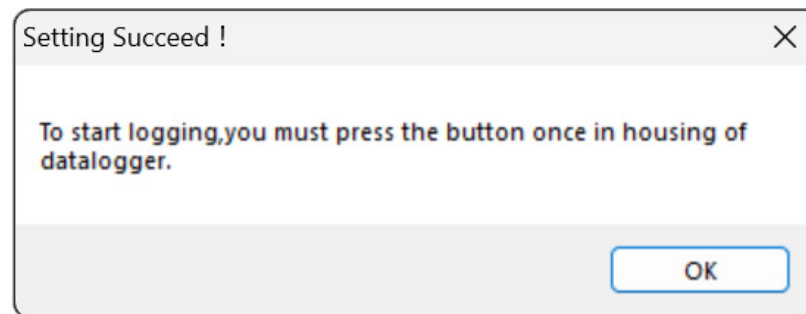 Setting Succeed !
To start logging,you must press the button once in housing of
datalogger.
OK